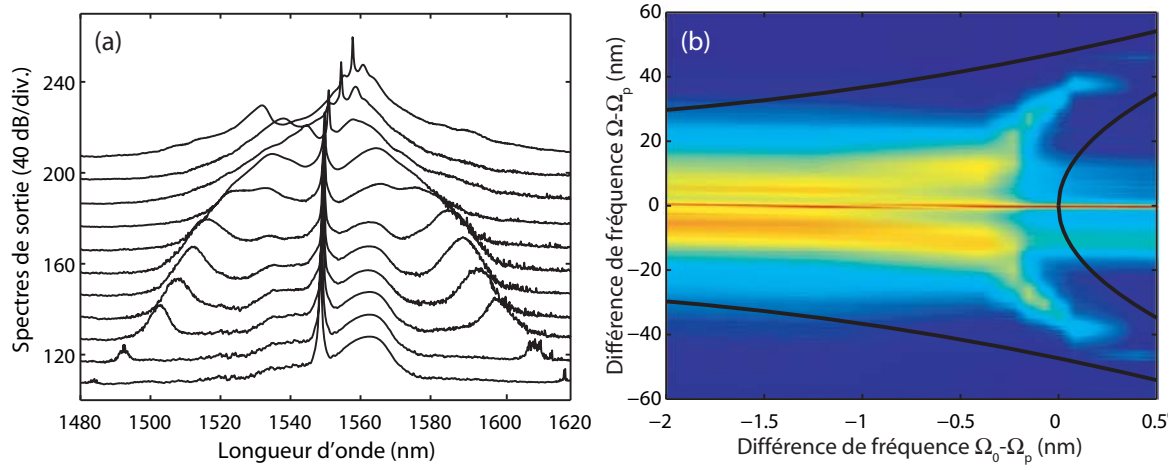 (a)
Spectres de sortie (40 dB/div.)
240
200
160
120
1480 1500 1520 1540 1560 1580 1600 1620
Longueur d’onde (nm)
(b)
Différence de fréquence Ω-Ωp (nm)
60
40
20
0
−20
−40
−60
−2 −1.5 −1 −0.5 0 0.5
Différence de fréquence Ω0-Ωp (nm)